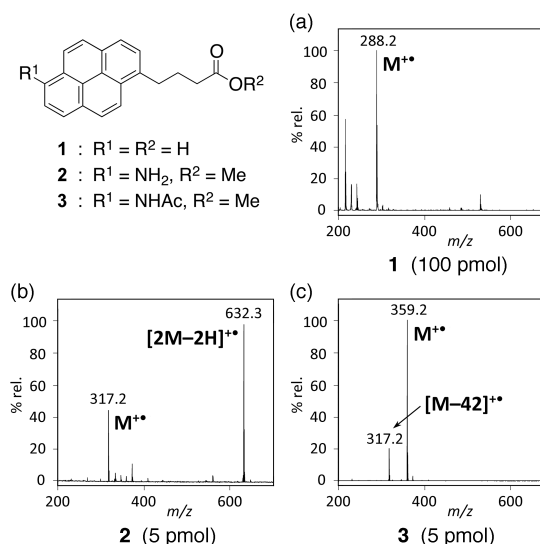 (a)
288.2
M+•
100
80
60
40
20
0
% rel.
200 400 600
m/z
1 (100 pmol)
R1
O
OR2
1 : R1 = R2 = H
2 : R1 = NH2, R2 = Me
3 : R1 = NHAc, R2 = Me
(b)
632.3
[2M–2H]+•
317.2
M+•
100
80
60
40
20
0
% rel.
200 400 600
m/z
2 (5 pmol)
(c)
359.2
M+•
[M–42]+•
317.2
100
80
60
40
20
0
% rel.
200 400 600
m/z
3 (5 pmol)